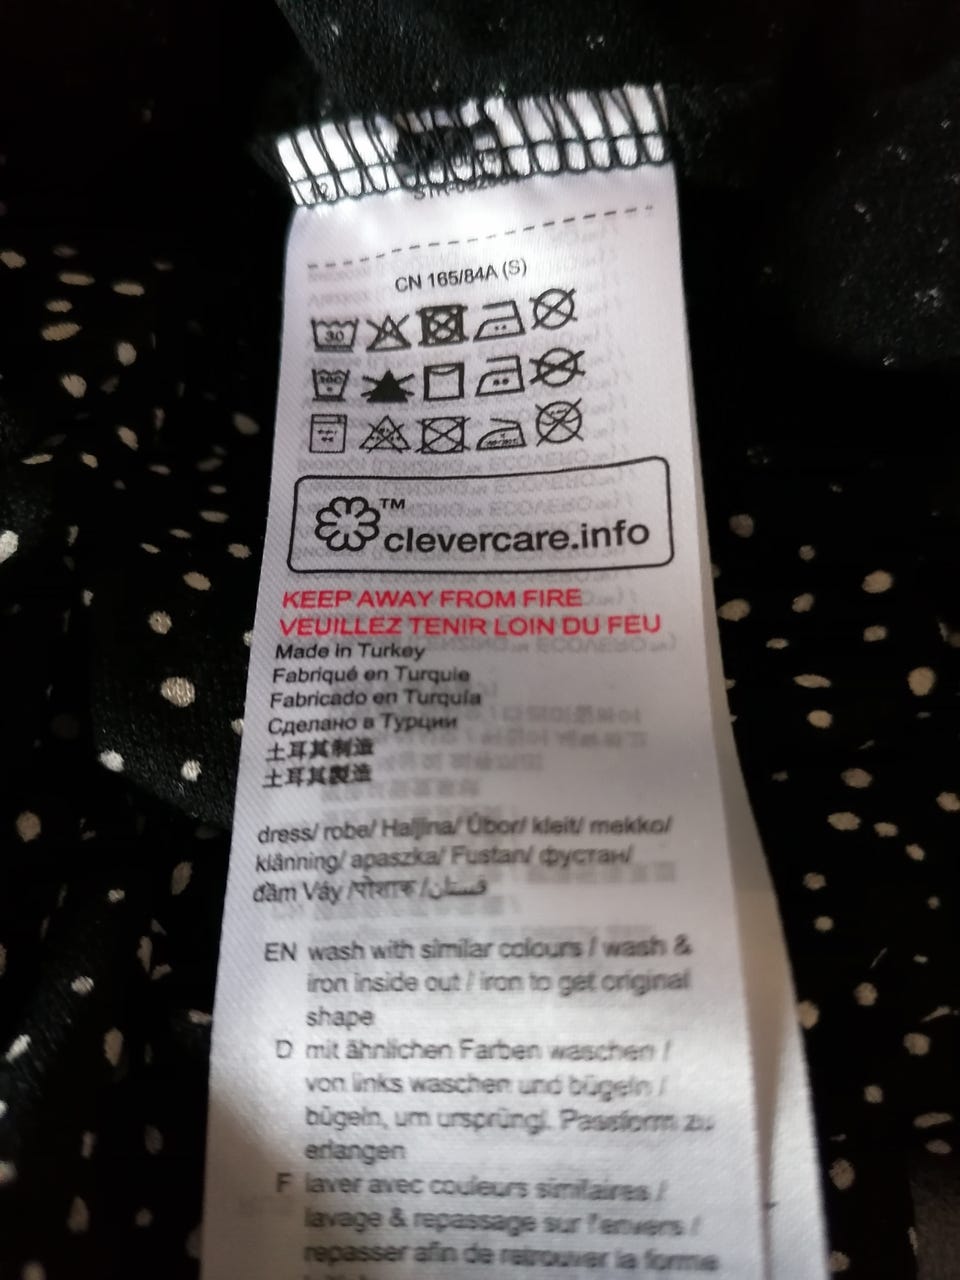 CN 165/84A (S)
30
™
clevercare.info
KEEP AWAY FROM FIRE
VEUILLEZ TENIR LOIN DU FEU
Made in Turkey
Fabriqué en Turquie
Fabricado en Turquía
Сделано в Турции
土耳其制造
土耳其製造
dress/ robe/ Haljina/ Úbor/ kleit/ mekko/
klänning/ apaszka/ Fustan/ фустан/
đầm Váy /पोशाक /فستان
EN wash with similar colours / wash &
iron inside out / iron to get original
shape
D mit ähnlichen Farben waschen /
von links waschen und bügeln /
bügeln, um ursprüngl. Passform zu
erlangen
F laver avec couleurs similaires /
lavage & repassage sur l'envers /
repasser afin de retrouver la forme